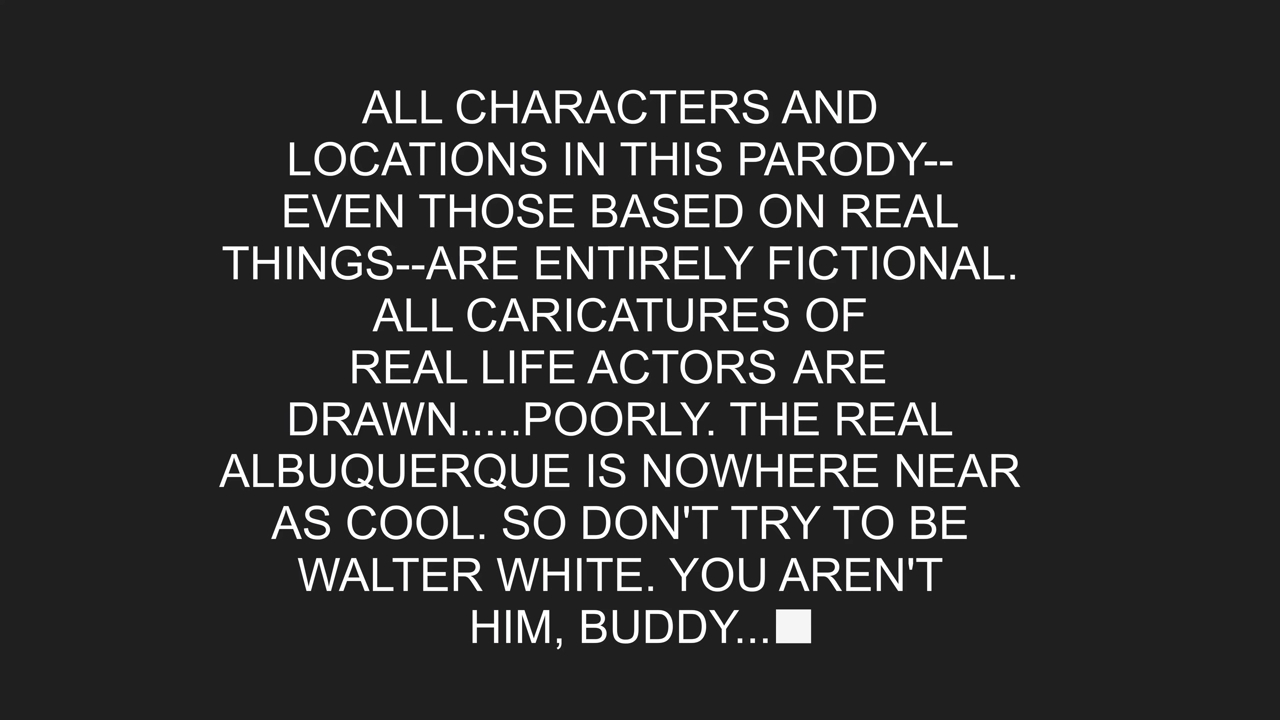 ALL CHARACTERS AND
LOCATIONS IN THIS PARODY--
EVEN THOSE BASED ON REAL
THINGS--ARE ENTIRELY FICTIONAL.
ALL CARICATURES OF
REAL LIFE ACTORS ARE
DRAWN.....POORLY. THE REAL
ALBUQUERQUE IS NOWHERE NEAR
AS COOL. SO DON'T TRY TO BE
WALTER WHITE. YOU AREN'T
HIM, BUDDY...